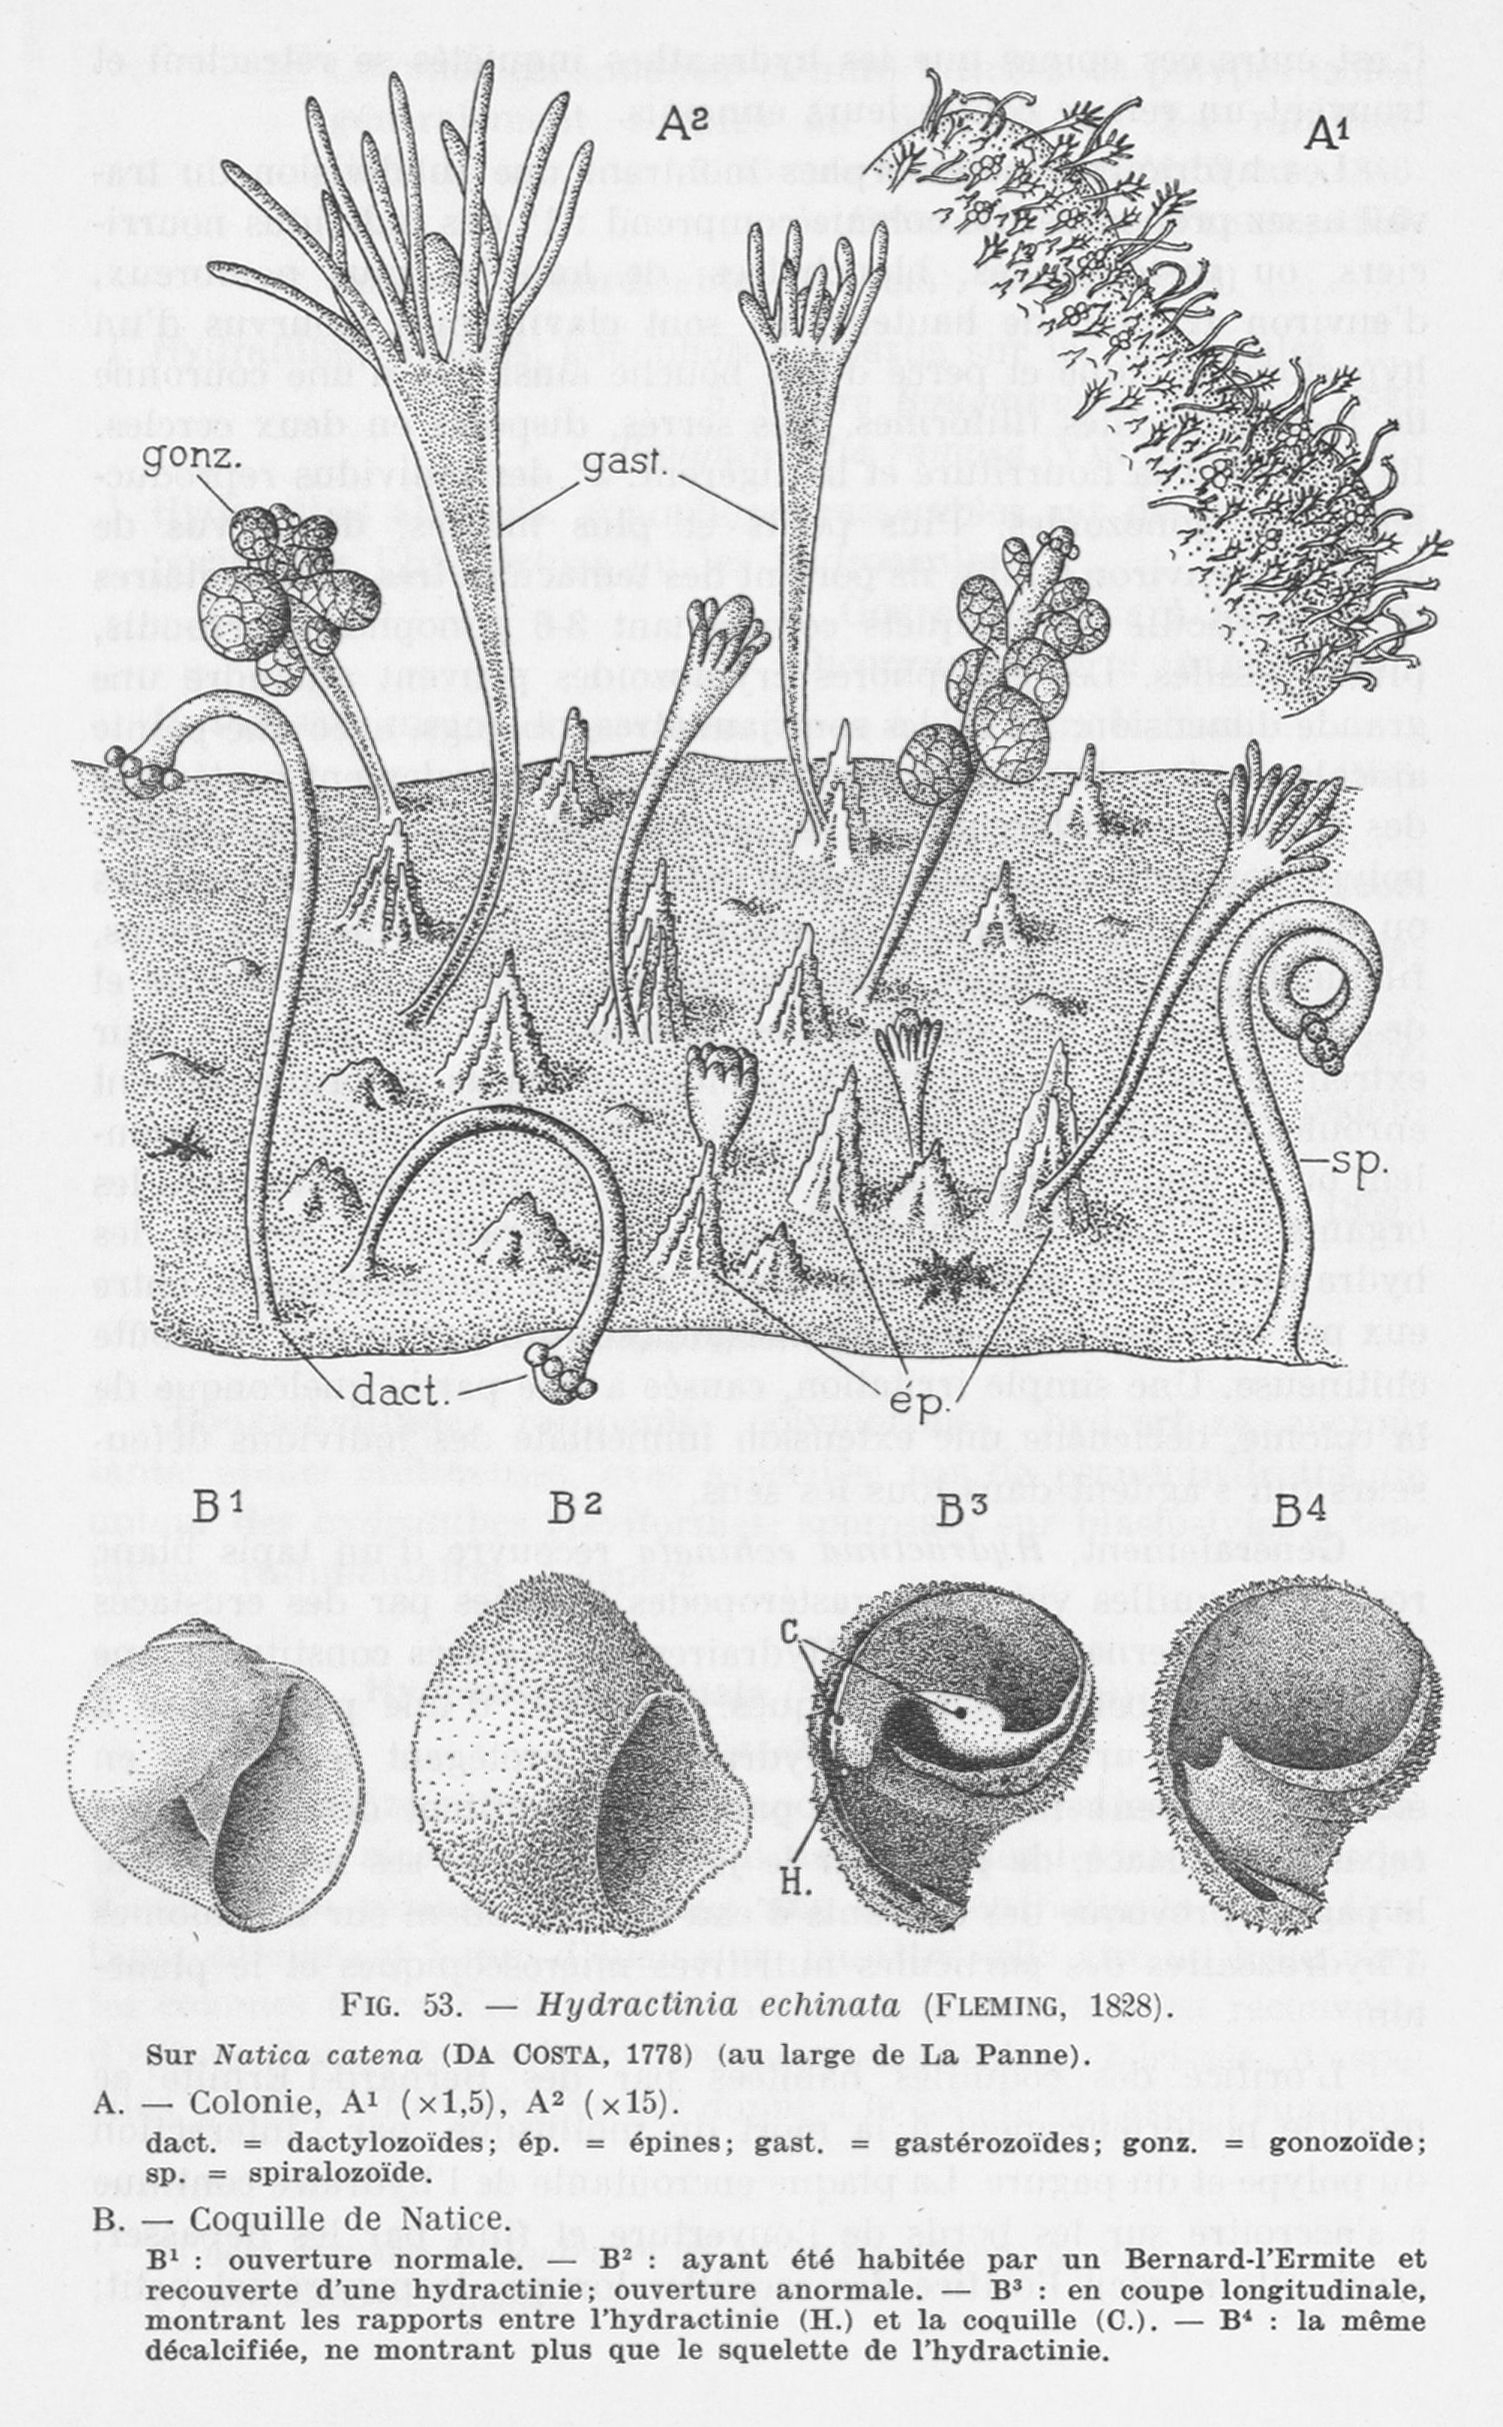 A²
A¹
gonz.
gast.
sp.
dact.
ép.
B¹
B²
B³
B⁴
C.
H.
FIG. 53. — Hydractinia echinata (FLEMING, 1828).
Sur Natica catena (DA COSTA, 1778) (au large de La Panne).
A. — Colonie, A¹ (×1,5), A² (×15).
dact. = dactylozoïdes; ép. = épines; gast. = gastérozoïdes; gonz. = gonozoïde;
sp. = spiralozoïde.
B. — Coquille de Natice.
B¹ : ouverture normale. — B² : ayant été habitée par un Bernard-l'Ermite et
recouverte d'une hydractinie; ouverture anormale. — B³ : en coupe longitudinale,
montrant les rapports entre l'hydractinie (H.) et la coquille (C.). — B⁴ : la même
décalcifiée, ne montrant plus que le squelette de l'hydractinie.